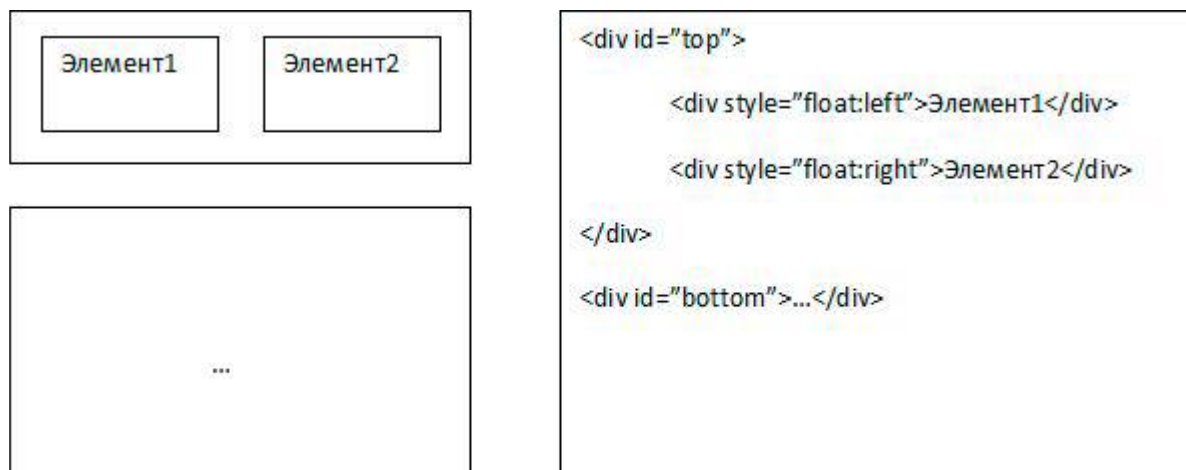 Элемент1
Элемент2
...
<div id=”top”>
<div style=”float:left”>Элемент1</div>
<div style=”float:right”>Элемент2</div>
</div>
<div id=”bottom”>...</div>